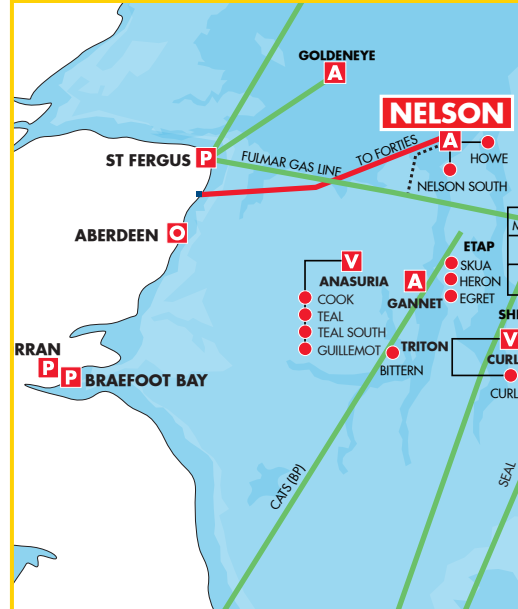 GOLDENEYE
A
NELSON
A
HOWE
NELSON SOUTH
TO FORTIES
FULMAR GAS LINE
ST FERGUS P
ABERDEEN O
V
ANASURIA
COOK
TEAL
TEAL SOUTH
GUILLEMOT
A
GANNET
ETAP
SKUA
HERON
EGRET
M
SHE
V
TRITON
BITTERN
CURL
CURL
RRAN
P
P BRAEFOOT BAY
CATS (BP)
SEAL